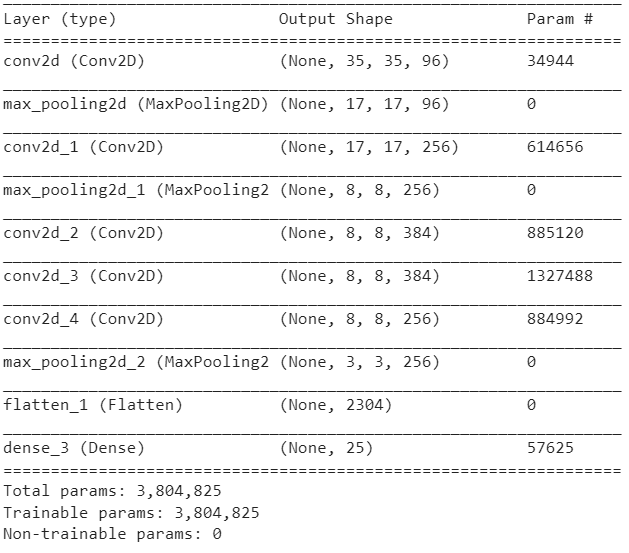 _________________________________________________________________
Layer (type)                 Output Shape              Param #
=================================================================
conv2d (Conv2D)              (None, 35, 35, 96)        34944
_________________________________________________________________
max_pooling2d (MaxPooling2D) (None, 17, 17, 96)        0
_________________________________________________________________
conv2d_1 (Conv2D)            (None, 17, 17, 256)       614656
_________________________________________________________________
max_pooling2d_1 (MaxPooling2 (None, 8, 8, 256)         0
_________________________________________________________________
conv2d_2 (Conv2D)            (None, 8, 8, 384)         885120
_________________________________________________________________
conv2d_3 (Conv2D)            (None, 8, 8, 384)         1327488
_________________________________________________________________
conv2d_4 (Conv2D)            (None, 8, 8, 256)         884992
_________________________________________________________________
max_pooling2d_2 (MaxPooling2 (None, 3, 3, 256)         0
_________________________________________________________________
flatten_1 (Flatten)          (None, 2304)              0
_________________________________________________________________
dense_3 (Dense)              (None, 25)                57625
=================================================================
Total params: 3,804,825
Trainable params: 3,804,825
Non-trainable params: 0